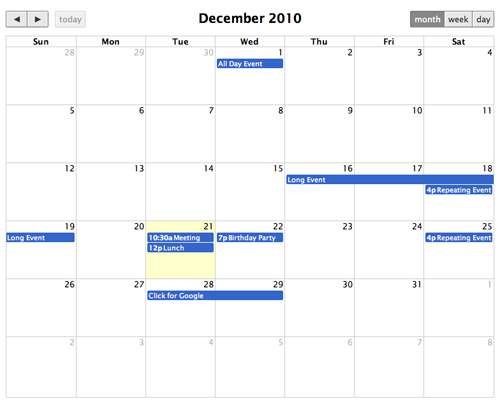 ◀ ▶ today December 2010 month week day
Sun Mon Tue Wed Thu Fri Sat
28 29 30 1 2 3 4
All Day Event
5 6 7 8 9 10 11
12 13 14 15 16 17 18
Long Event
4p Repeating Event
19 20 21 22 23 24 25
Long Event 10:30a Meeting 7p Birthday Party 4p Repeating Event
12p Lunch
26 27 28 29 30 31 1
Click for Google
2 3 4 5 6 7 8